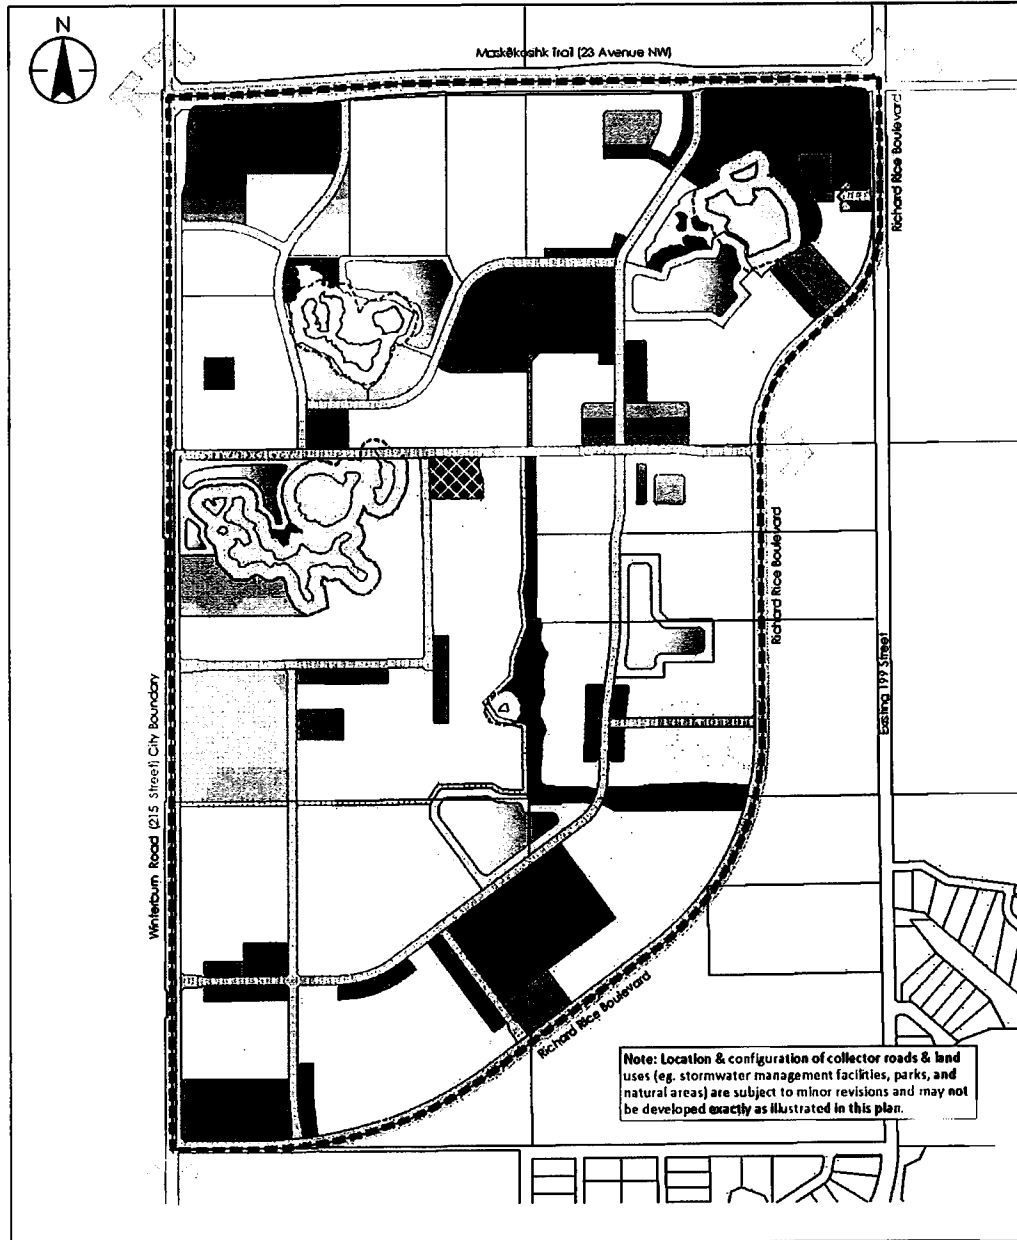 N
Maskêkosihk Trail (23 Avenue NW)
Richard Rice Boulevard
Richard Rice Boulevard
Existing 199 Street
Winterburn Road (215 Street) City Boundary
Richard Rice Boulevard
Note: Location & configuration of collector roads & land
uses (eg. stormwater management facilities, parks, and
natural areas) are subject to minor revisions and may not
be developed exactly as illustrated in this plan.